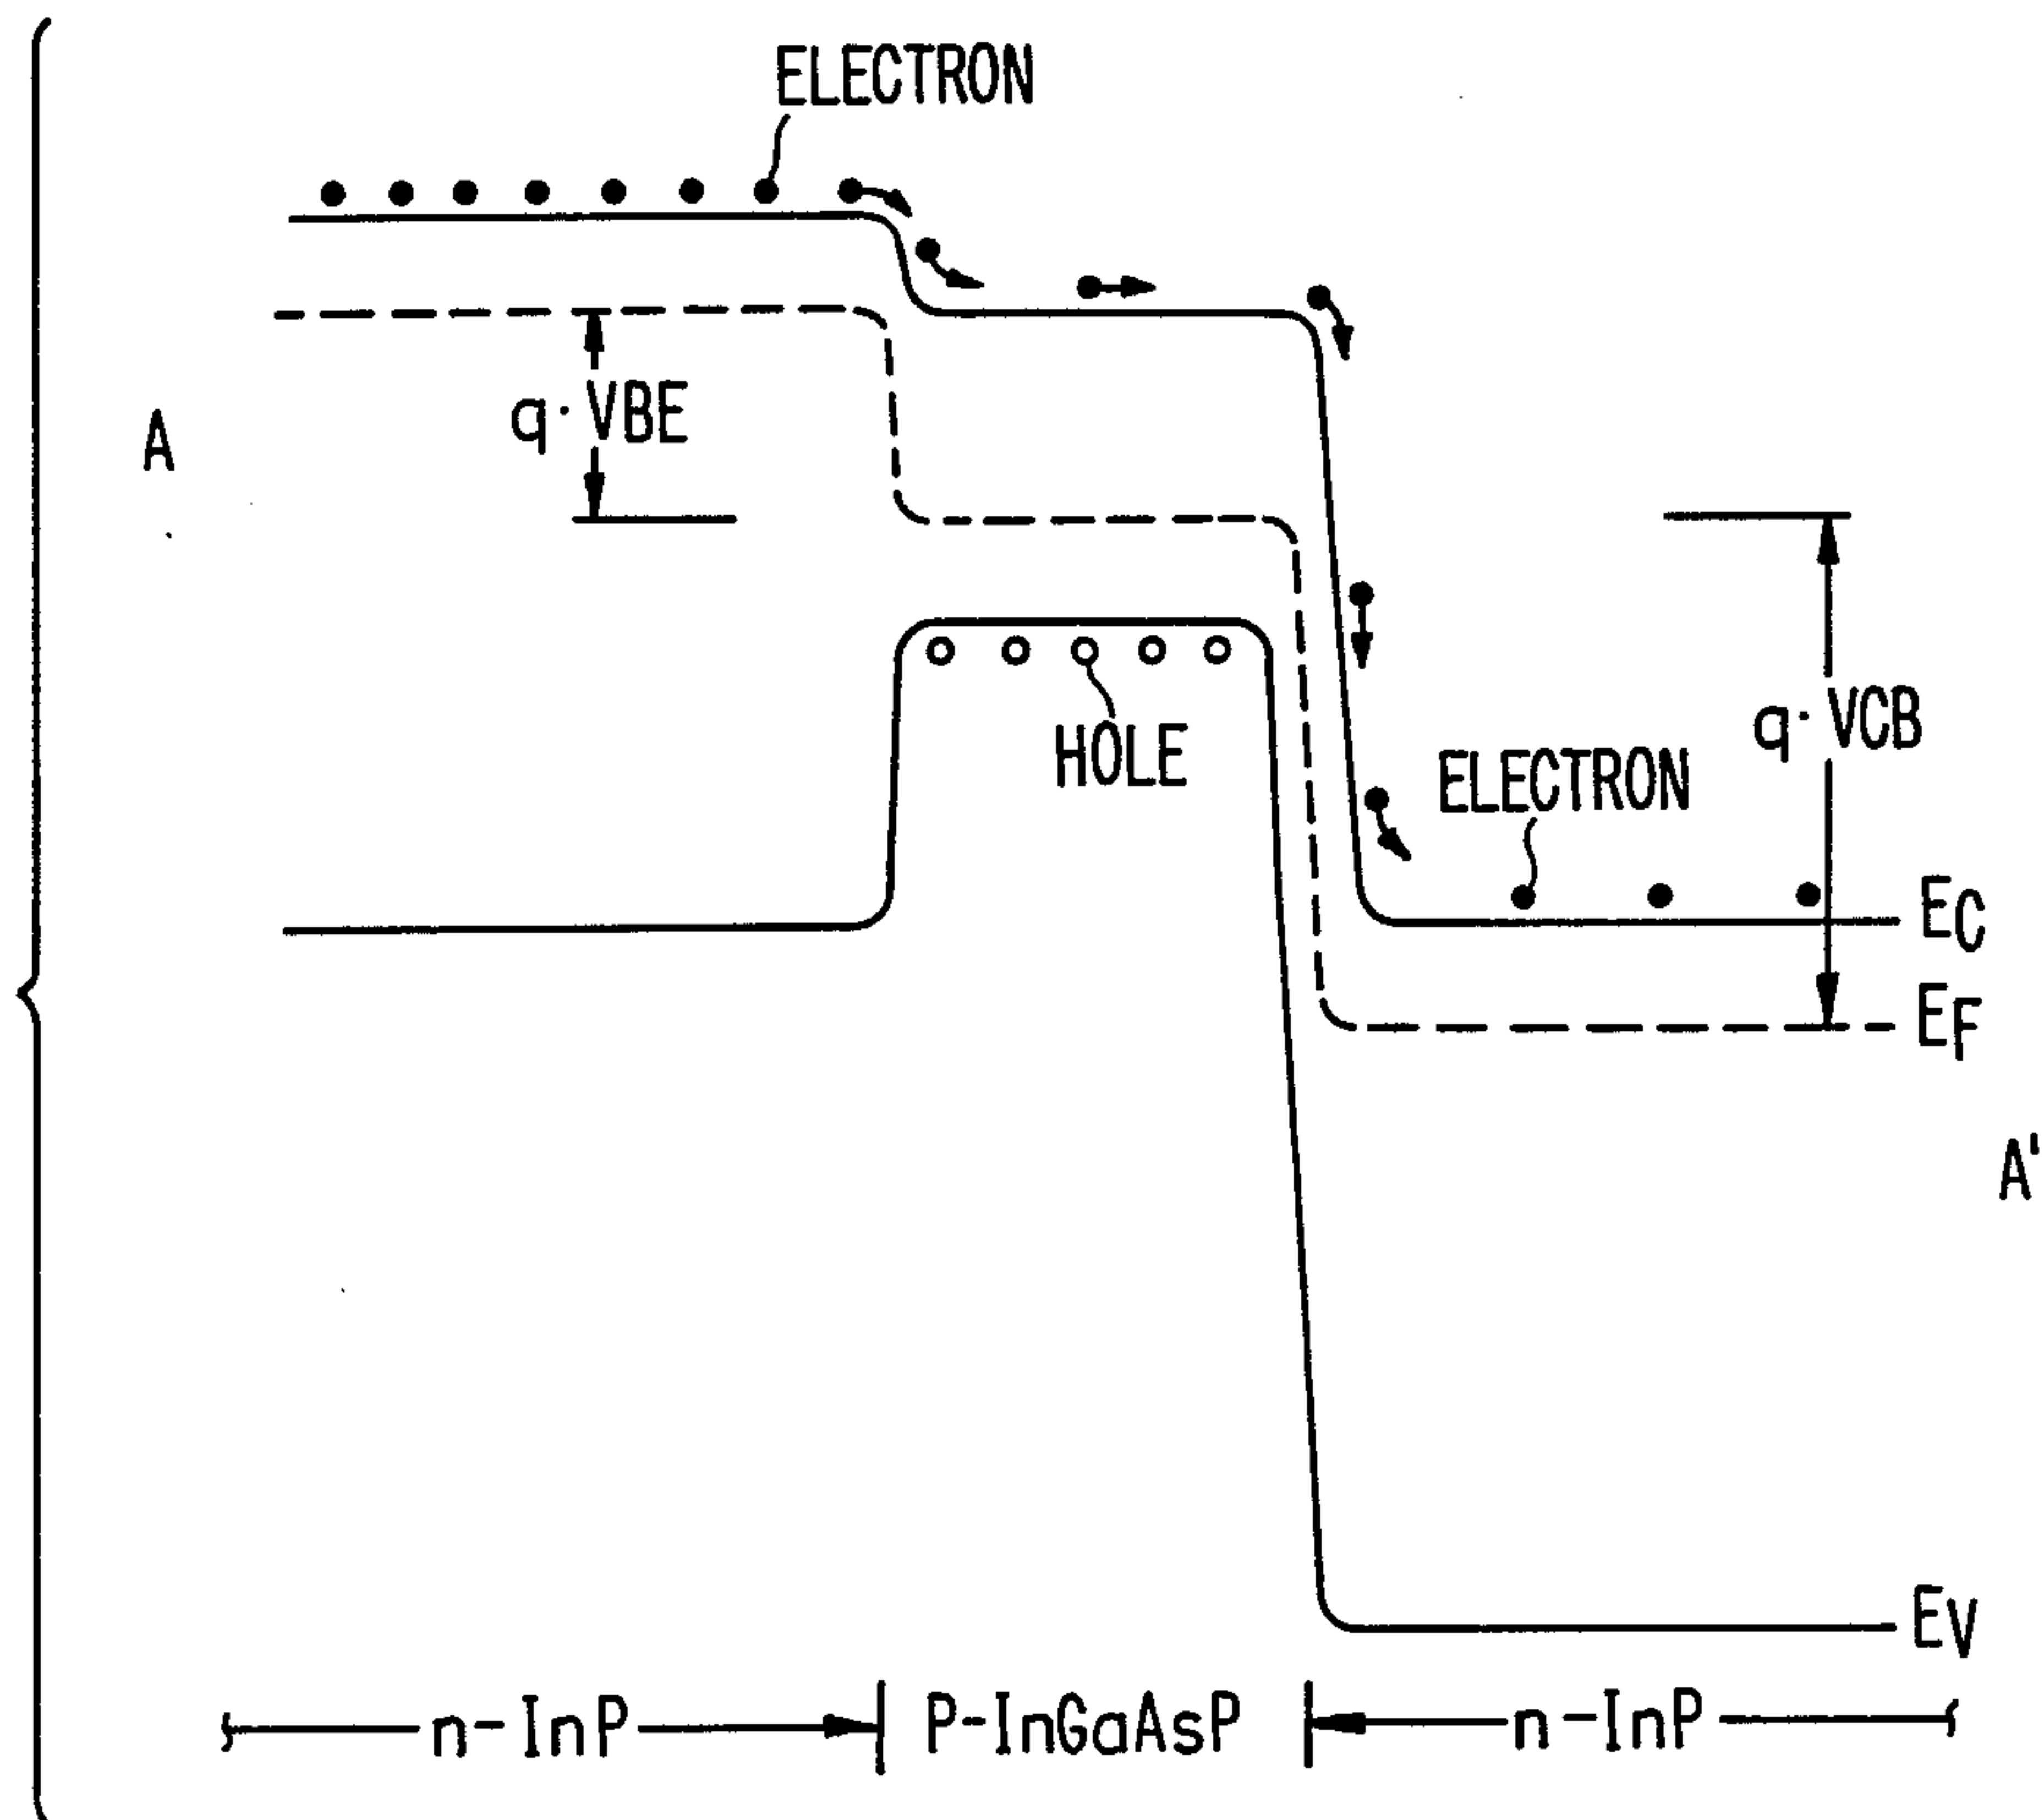 ELECTRON
A
q·VBE
HOLE
q·VCB
ELECTRON
EC
EF
A'
EV
n-InP
P-InGaAsP
n-InP